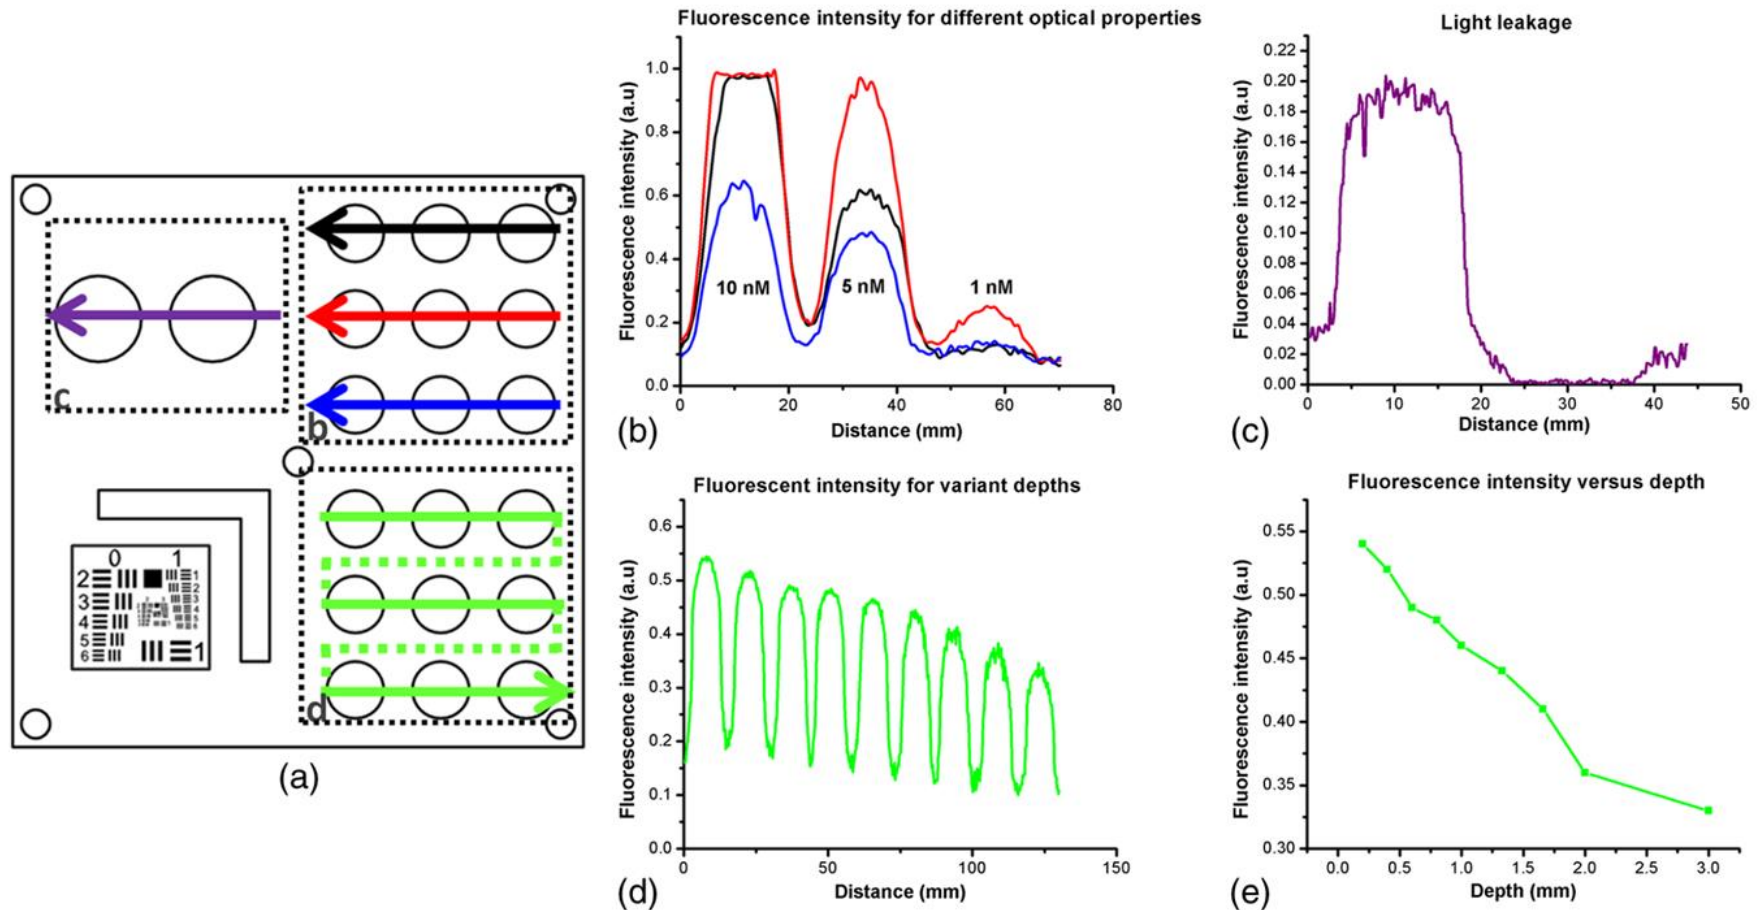 c
b
d
0 1
2
3
4
5
6
1
2
3
4
5
6
1
(a)
Fluorescence intensity for different optical properties
Fluorescence intensity (a.u)
1.0
0.8
0.6
0.4
0.2
0.0
10 nM
5 nM
1 nM
0 20 40 60 80
Distance (mm)
(b)
Light leakage
Fluorescence intensity (a.u)
0.22
0.20
0.18
0.16
0.14
0.12
0.10
0.08
0.06
0.04
0.02
0.00
0 10 20 30 40 50
Distance (mm)
(c)
Fluorescent intensity for variant depths
Fluorescence intensity (a.u)
0.6
0.5
0.4
0.3
0.2
0.1
0.0
0 50 100 150
Distance (mm)
(d)
Fluorescence intensity versus depth
Fluorescence intensity (a.u)
0.55
0.50
0.45
0.40
0.35
0.30
0.0 0.5 1.0 1.5 2.0 2.5 3.0
Depth (mm)
(e)